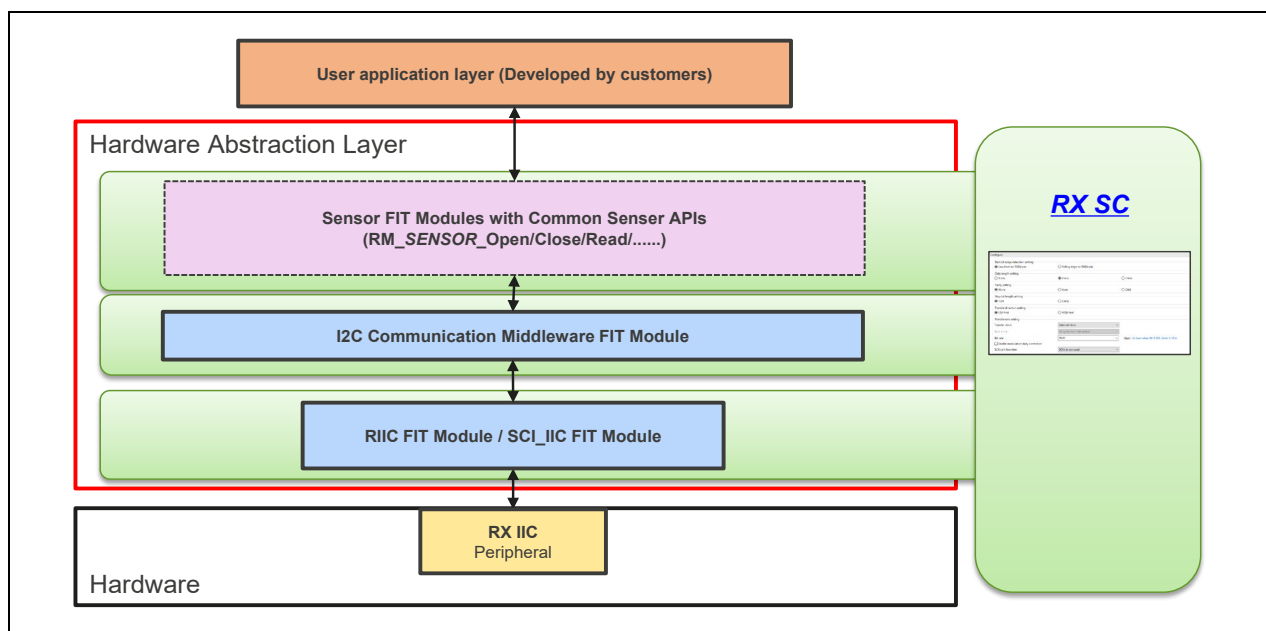 User application layer (Developed by customers)
Hardware Abstraction Layer
Sensor FIT Modules with Common Senser APIs
(RM_SENSOR_Open/Close/Read/......)
RX SC
I2C Communication Middleware FIT Module
RIIC FIT Module / SCI_IIC FIT Module
RX IIC
Peripheral
Hardware